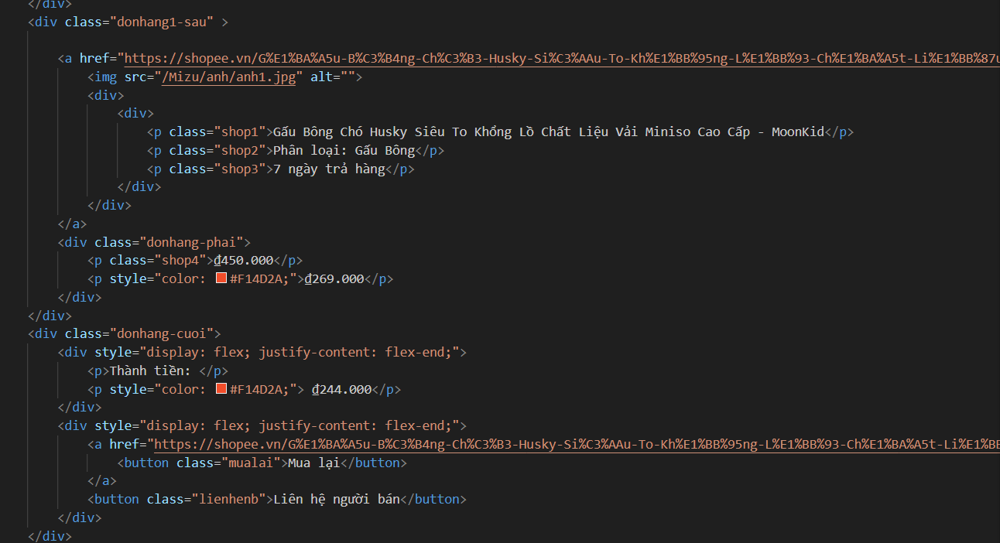 </div>
<div class="donhang1-sau" >
<a href="https://shopee.vn/G%E1%BA%A5u-B%C3%B4ng-Ch%C3%B3-Husky-Si%C3%AAu-To-Kh%E1%BB%95ng-L%E1%BB%93-Ch%E1%BA%A5t-Li%E1%BB%87u
<img src="/Mizu/anh/anh1.jpg" alt="">
<div>
<div>
<p class="shop1">Gấu Bông Chó Husky Siêu To Khổng Lồ Chất Liệu Vải Miniso Cao Cấp - MoonKid</p>
<p class="shop2">Phân loại: Gấu Bông</p>
<p class="shop3">7 ngày trả hàng</p>
</div>
</div>
</a>
<div class="donhang-phai">
<p class="shop4">₫450.000</p>
<p style="color: #F14D2A;">₫269.000</p>
</div>
</div>
<div class="donhang-cuoi">
<div style="display: flex; justify-content: flex-end;">
<p>Thành tiền: </p>
<p style="color: #F14D2A;"> ₫244.000</p>
</div>
<div style="display: flex; justify-content: flex-end;">
<a href="https://shopee.vn/G%E1%BA%A5u-B%C3%B4ng-Ch%C3%B3-Husky-Si%C3%AAu-To-Kh%E1%BB%95ng-L%E1%BB%93-Ch%E1%BA%A5t-Li%E1%BB
<button class="mualai">Mua lại</button>
</a>
<button class="lienhenb">Liên hệ người bán</button>
</div>
</div>